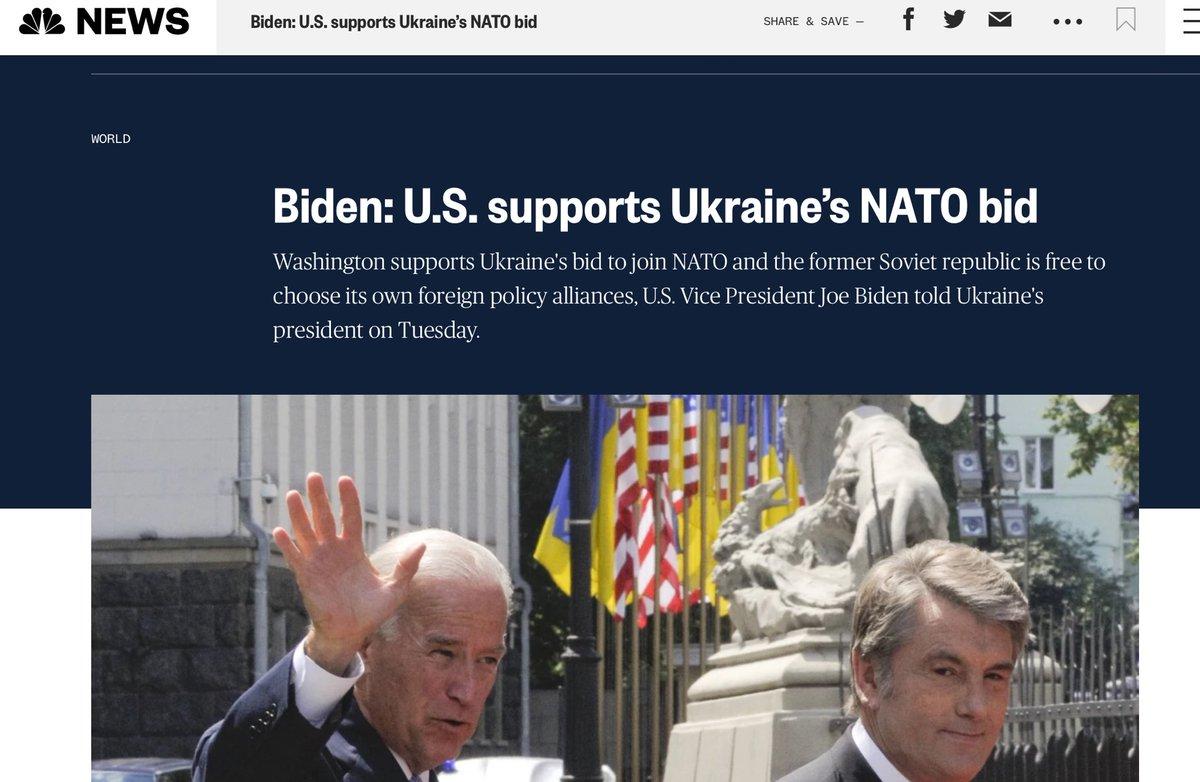 NEWS
Biden: U.S. supports Ukraine’s NATO bid
SHARE & SAVE —
WORLD
Biden: U.S. supports Ukraine’s NATO bid
Washington supports Ukraine's bid to join NATO and the former Soviet republic is free to
choose its own foreign policy alliances, U.S. Vice President Joe Biden told Ukraine's
president on Tuesday.